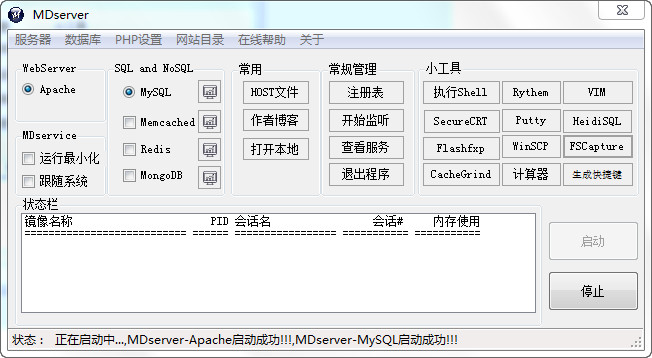 MDserver
服务器 数据库 PHP设置 网站目录 在线帮助 关于
WebServer
Apache
MDservice
运行最小化
跟随系统
SQL and NoSQL
MySQL
Memcached
Redis
MongoDB
常用
HOST文件
作者博客
打开本地
常规管理
注册表
开始监听
查看服务
退出程序
小工具
执行Shell Rythem VIM
SecureCRT Putty HeidiSQL
Flashfxp WinSCP FSCapture
CacheGrind 计算器 生成快捷键
状态栏
镜像名称 PID 会话名 会话# 内存使用
========================= ====== ================ =========== ============
启动
停止
状态： 正在启动中...,MDserver-Apache启动成功!!!,MDserver-MySQL启动成功!!!